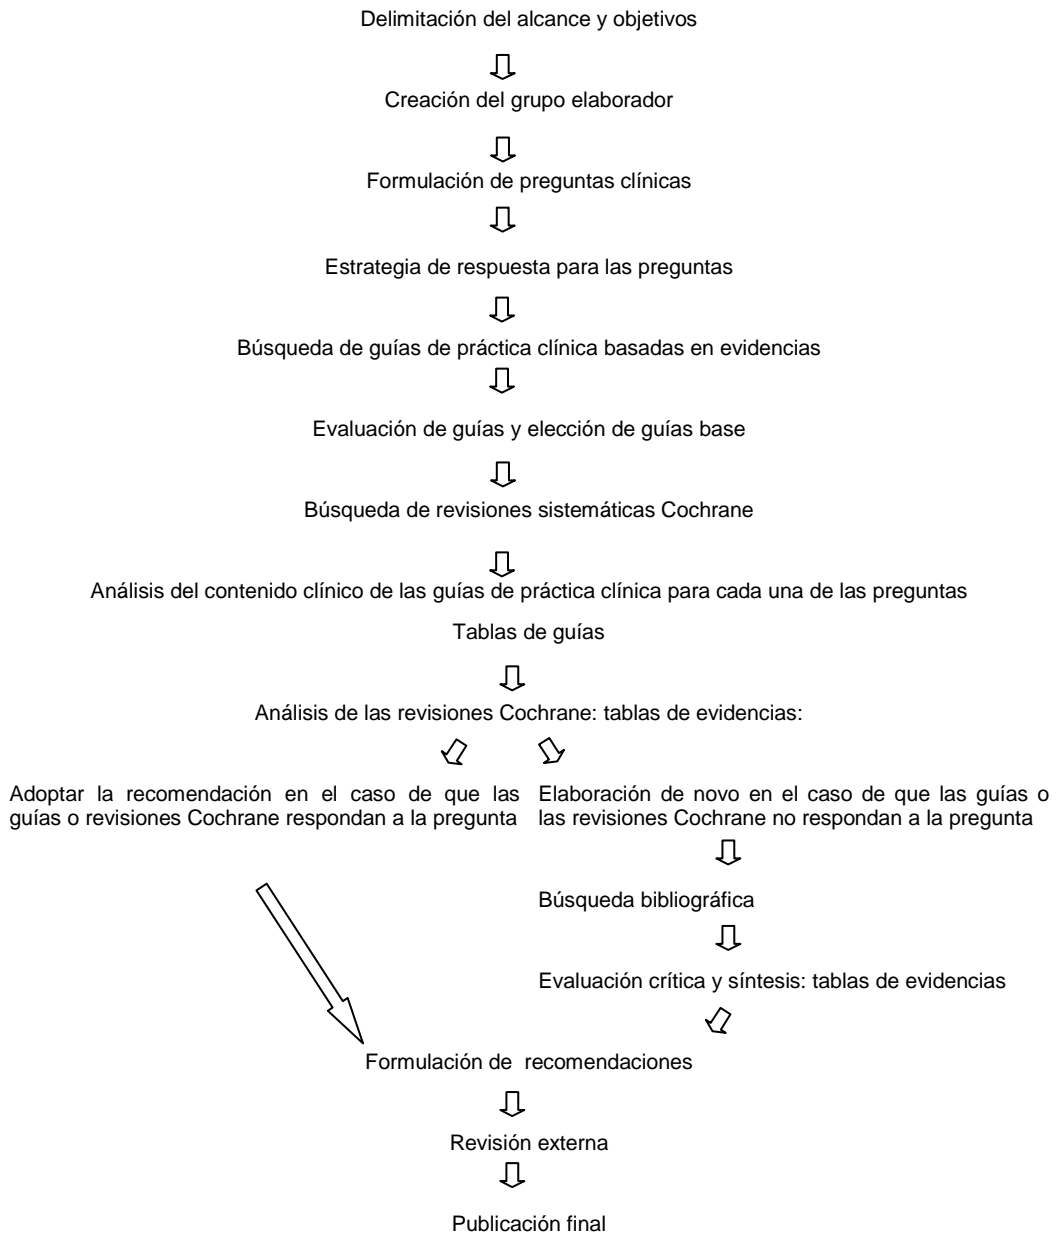 Delimitación del alcance y objetivos
Creación del grupo elaborador
Formulación de preguntas clínicas
Estrategia de respuesta para las preguntas
Búsqueda de guías de práctica clínica basadas en evidencias
Evaluación de guías y elección de guías base
Búsqueda de revisiones sistemáticas Cochrane
Análisis del contenido clínico de las guías de práctica clínica para cada una de las preguntas
Tablas de guías
Análisis de las revisiones Cochrane: tablas de evidencias:
Adoptar la recomendación en el caso de que las
guías o revisiones Cochrane respondan a la pregunta
Elaboración de novo en el caso de que las guías o
las revisiones Cochrane no respondan a la pregunta
Búsqueda bibliográfica
Evaluación crítica y síntesis: tablas de evidencias
Formulación de recomendaciones
Revisión externa
Publicación final